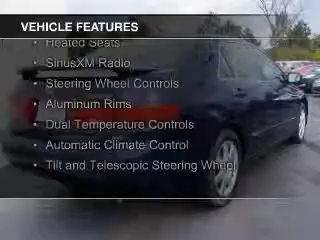 VEHICLE FEATURES
• Heated Seats
• SiriusXM Radio
• Steering Wheel Controls
• Aluminum Rims
• Dual Temperature Controls
• Automatic Climate Control
• Tilt and Telescopic Steering Wheel